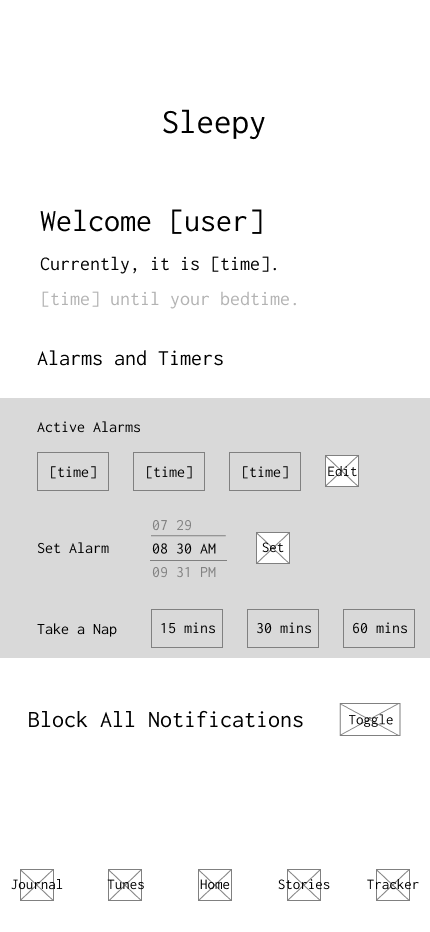 Sleepy
Welcome [user]
Currently, it is [time].
[time] until your bedtime.
Alarms and Timers
Active Alarms
[time] [time] [time] Edit
07 29
Set Alarm 08 30 AM Set
09 31 PM
Take a Nap 15 mins 30 mins 60 mins
Block All Notifications Toggle
Journal Tunes Home Stories Tracker